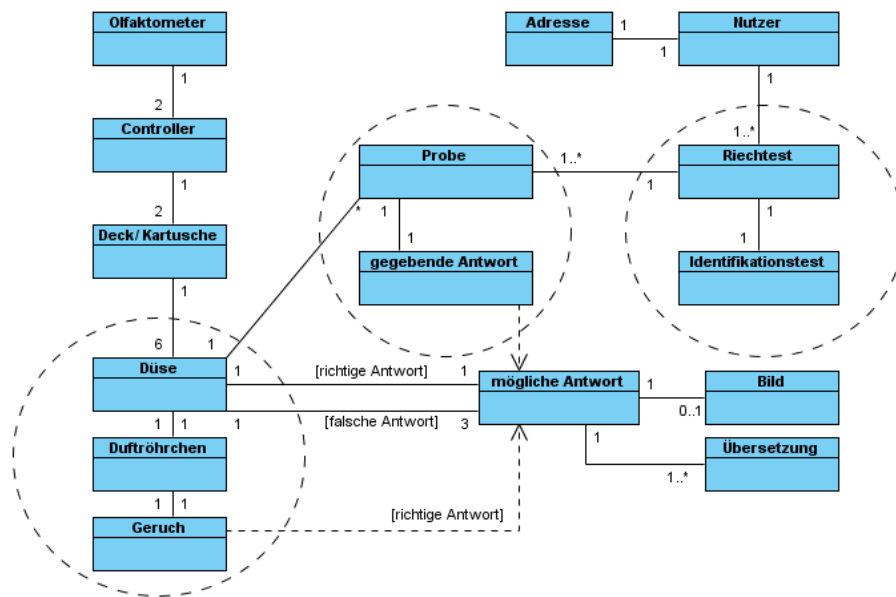 Olfaktometer
Adresse
Nutzer
1
1
1
1
2
1
Controller
1..*
Probe
1..*
Riechtest
1
1
2
*
1
1
1
1
Deck/Kartusche
gegebende Antwort
Identifikationstest
1
6
1
Düse
1
[richtige Antwort]
1
mögliche Antwort
1
Bild
0..1
1
1
1
[falsche Antwort]
3
1
Duftröhrchen
Übersetzung
1..*
1
1
Geruch
[richtige Antwort]